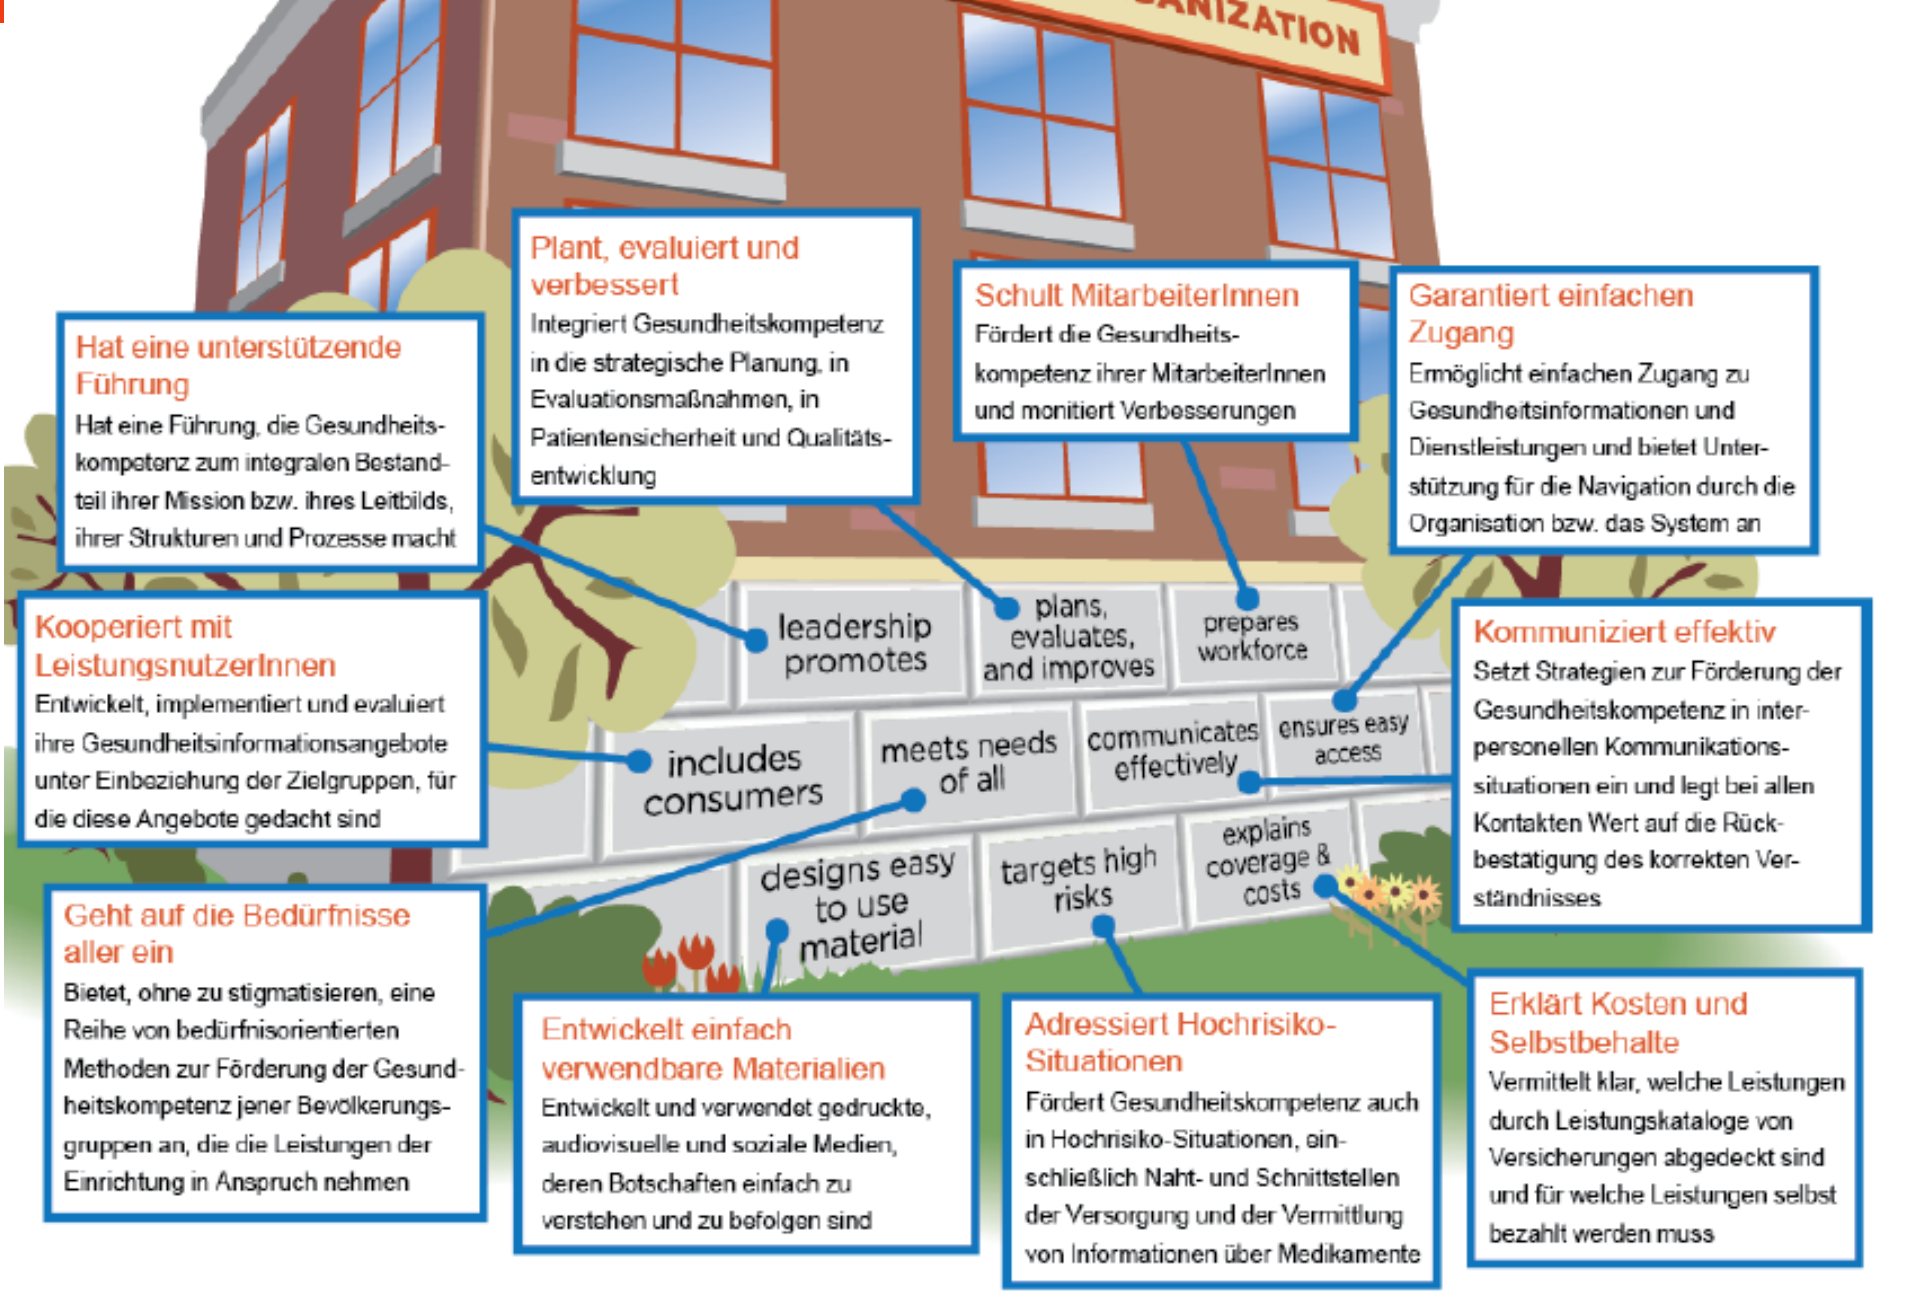 ANIZATION
Plant, evaluiert und
verbessert
Integriert Gesundheitskompetenz
in die strategische Planung, in
Evaluationsmaßnahmen, in
Patientensicherheit und Qualitäts-
entwicklung
Schult MitarbeiterInnen
Fördert die Gesundheits-
kompetenz ihrer MitarbeiterInnen
und monitiert Verbesserungen
Garantiert einfachen
Zugang
Ermöglicht einfachen Zugang zu
Gesundheitsinformationen und
Dienstleistungen und bietet Unter-
stützung für die Navigation durch die
Organisation bzw. das System an
Hat eine unterstützende
Führung
Hat eine Führung, die Gesundheits-
kompetenz zum integralen Bestand-
teil ihrer Mission bzw. ihres Leitbilds,
ihrer Strukturen und Prozesse macht
Kooperiert mit
LeistungsnutzerInnen
Entwickelt, implementiert und evaluiert
ihre Gesundheitsinformationsangebote
unter Einbeziehung der Zielgruppen, für
die diese Angebote gedacht sind
leadership
promotes
plans,
evaluates,
and improves
prepares
workforce
includes
consumers
meets needs
of all
communicates
effectively
ensures easy
access
designs easy
to use
material
targets high
risks
explains
coverage &
costs
Kommuniziert effektiv
Setzt Strategien zur Förderung der
Gesundheitskompetenz in inter-
personellen Kommunikations-
situationen ein und legt bei allen
Kontakten Wert auf die Rück-
bestätigung des korrekten Ver-
ständnisses
Geht auf die Bedürfnisse
aller ein
Bietet, ohne zu stigmatisieren, eine
Reihe von bedürfnisorientierten
Methoden zur Förderung der Gesund-
heitskompetenz jener Bevölkerungs-
gruppen an, die die Leistungen der
Einrichtung in Anspruch nehmen
Entwickelt einfach
verwendbare Materialien
Entwickelt und verwendet gedruckte,
audiovisuelle und soziale Medien,
deren Botschaften einfach zu
verstehen und zu befolgen sind
Adressiert Hochrisiko-
Situationen
Fördert Gesundheitskompetenz auch
in Hochrisiko-Situationen, ein-
schließlich Naht- und Schnittstellen
der Versorgung und der Vermittlung
von Informationen über Medikamente
Erklärt Kosten und
Selbstbehalte
Vermittelt klar, welche Leistungen
durch Leistungskataloge von
Versicherungen abgedeckt sind
und für welche Leistungen selbst
bezahlt werden muss